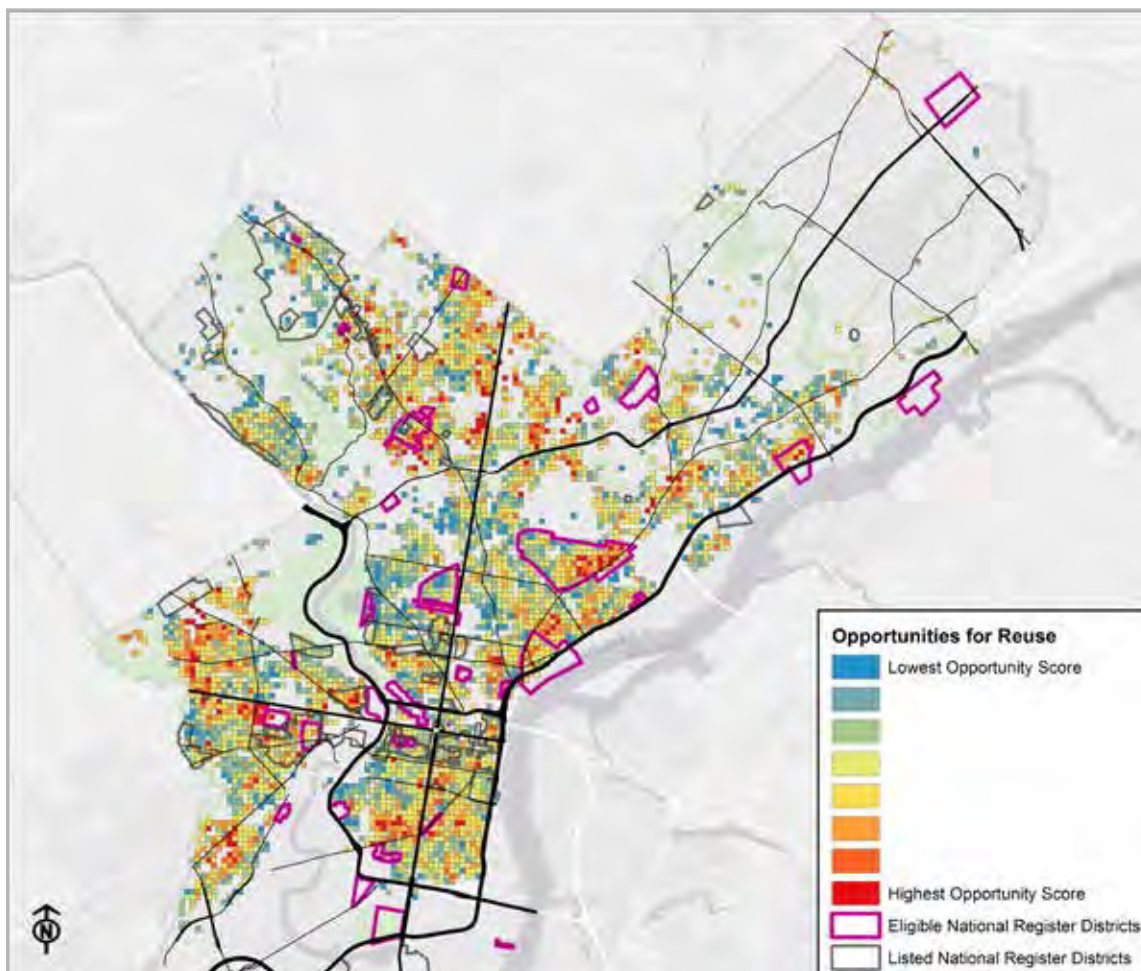 Opportunities for Reuse
Lowest Opportunity Score
Highest Opportunity Score
Eligible National Register Districts
Listed National Register Districts
N